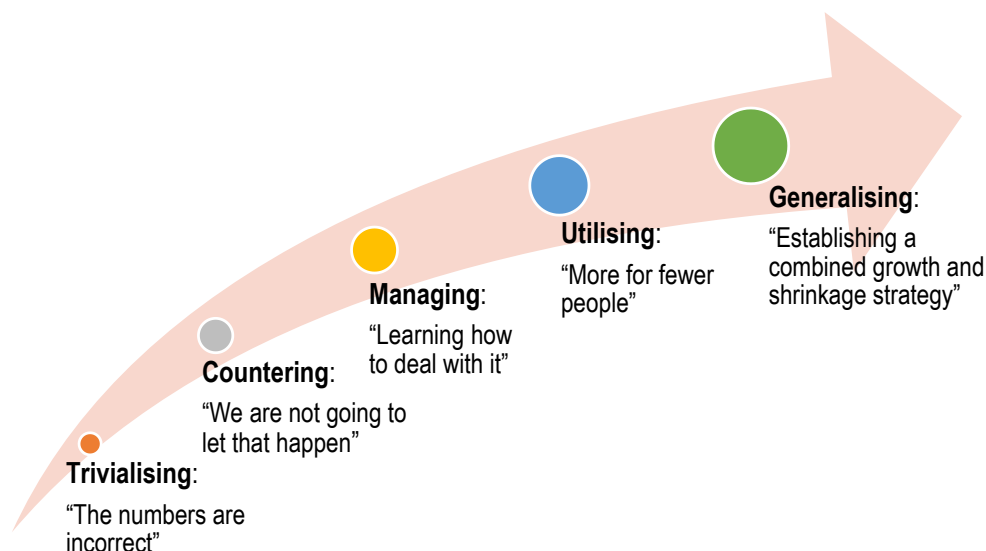 Trivialising:
“The numbers are
incorrect”
Countering:
“We are not going to
let that happen”
Managing:
“Learning how
to deal with it”
Utilising:
“More for fewer
people”
Generalising:
“Establishing a
combined growth and
shrinkage strategy”